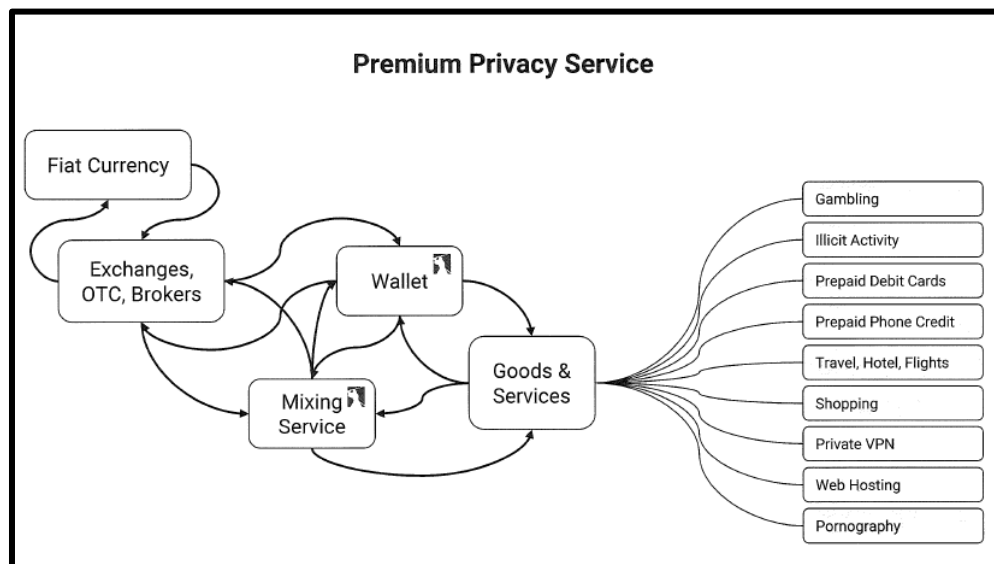 Premium Privacy Service
Fiat Currency
Exchanges,
OTC, Brokers
Wallet
Mixing
Service
Goods &
Services
Gambling
Illicit Activity
Prepaid Debit Cards
Prepaid Phone Credit
Travel, Hotel, Flights
Shopping
Private VPN
Web Hosting
Pornography